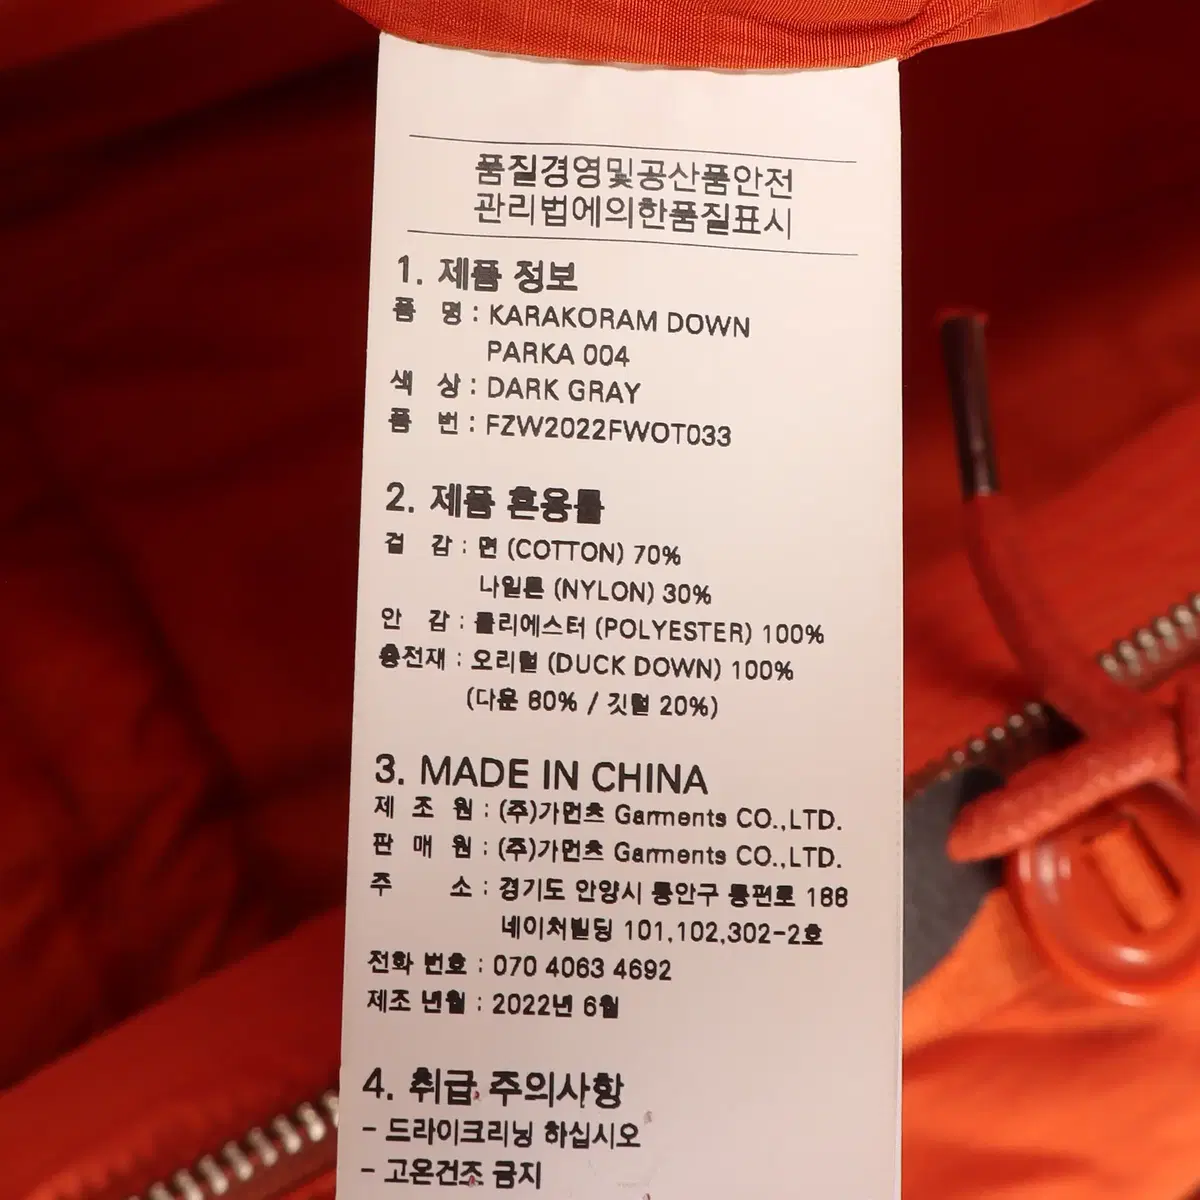 품질경영및공산품안전
관리법에의한품질표시
1. 제품 정보
품 명 : KARAKORAM DOWN
PARKA 004
색 상 : DARK GRAY
품 번 : FZW2022FWOT033
2. 제품 혼용률
겉 감 : 면 (COTTON) 70%
나일론 (NYLON) 30%
안 감 : 폴리에스터 (POLYESTER) 100%
충전재 : 오리털 (DUCK DOWN) 100%
(다운 80% / 깃털 20%)
3. MADE IN CHINA
제 조 원 : (주)가먼츠 Garments CO.,LTD.
판 매 원 : (주)가먼츠 Garments CO.,LTD.
주 소 : 경기도 안양시 동안구 동편로 188
네이처빌딩 101,102,302-2호
전화 번호 : 070 4063 4692
제조 년월 : 2022년 6월
4. 취급 주의사항
- 드라이크리닝 하십시오
- 고온건조 금지